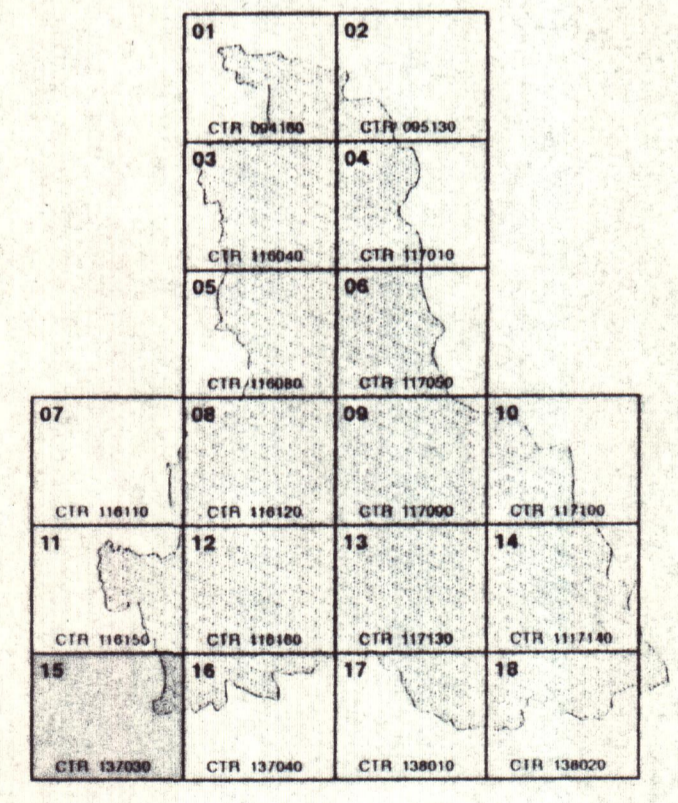 01 02
CTR 094160 CTR 095130
03 04
CTR 116040 CTR 117010
05 06
CTR 116080 CTR 117050
07 08 09 10
CTR 116110 CTR 116120 CTR 117090 CTR 117100
11 12 13 14
CTR 116150 CTR 116160 CTR 117130 CTR 1117140
15 16 17 18
CTR 137030 CTR 137040 CTR 138010 CTR 138020